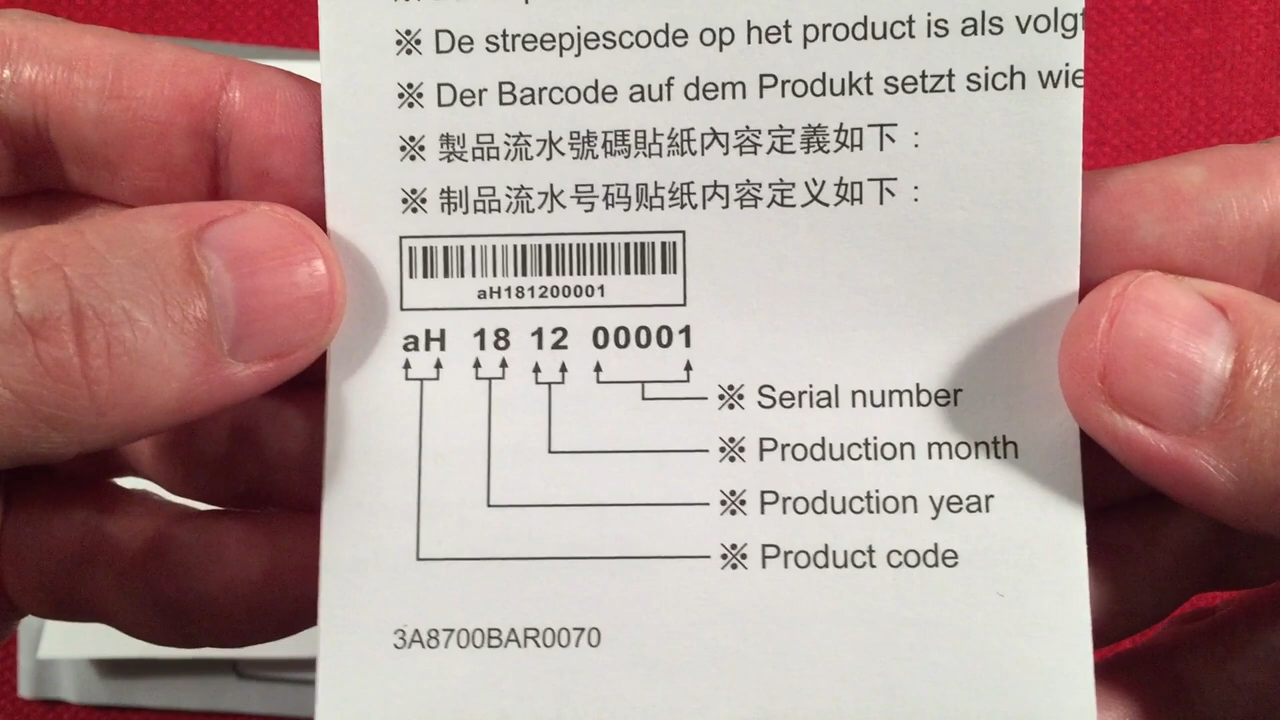 ※ De streepjescode op het product is als volgt
※ Der Barcode auf dem Produkt setzt sich wie
※ 製品流水號碼貼紙內容定義如下：
※ 制品流水号码贴纸内容定义如下：
aH181200001
aH 18 12 00001
※ Serial number
※ Production month
※ Production year
※ Product code
3A8700BAR0070